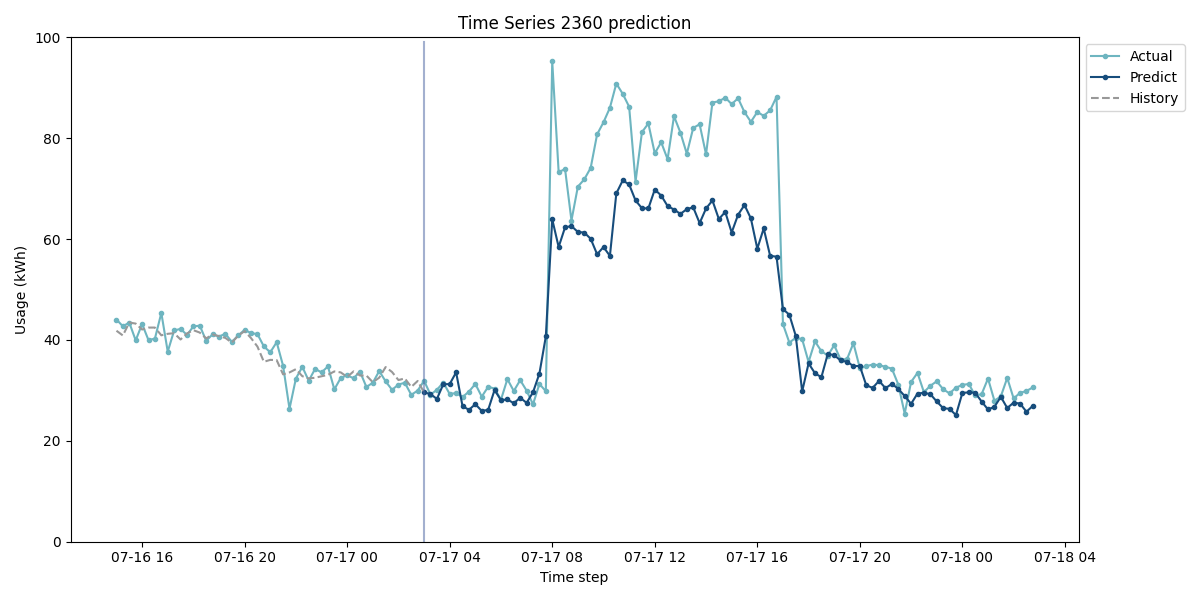 Time Series 2360 prediction
Usage (kWh)
100
80
60
40
20
0
07-16 16
07-16 20
07-17 00
07-17 04
07-17 08
07-17 12
07-17 16
07-17 20
07-18 00
07-18 04
Time step
Actual
Predict
History